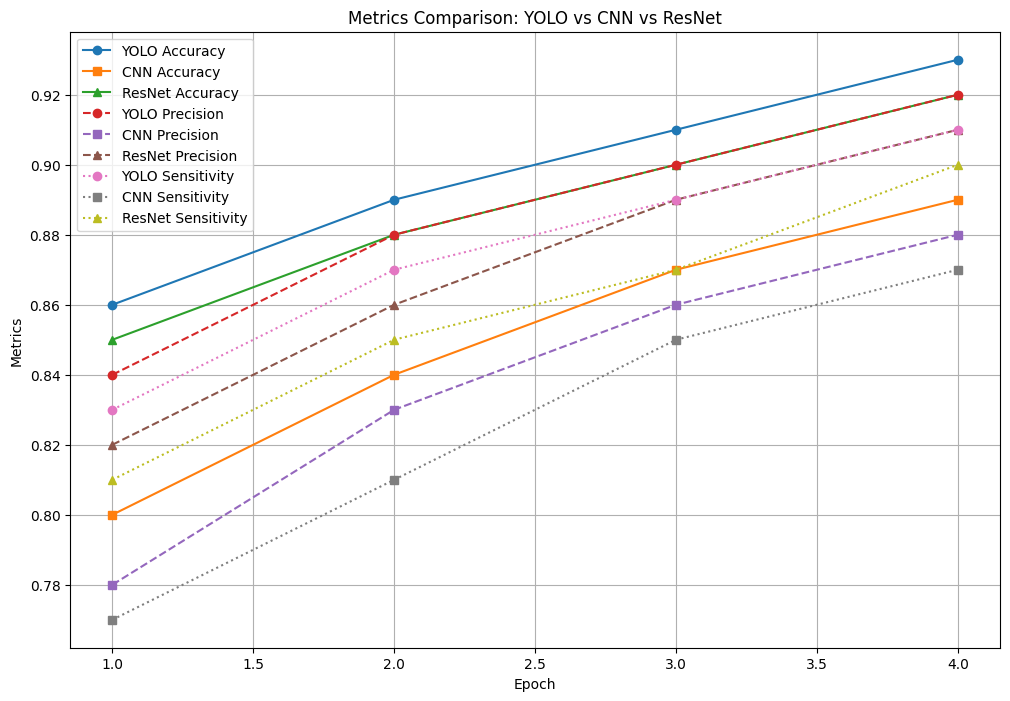 Metrics Comparison: YOLO vs CNN vs ResNet
YOLO Accuracy
CNN Accuracy
ResNet Accuracy
YOLO Precision
CNN Precision
ResNet Precision
YOLO Sensitivity
CNN Sensitivity
ResNet Sensitivity
Metrics
0.92
0.90
0.88
0.86
0.84
0.82
0.80
0.78
1.0 1.5 2.0 2.5 3.0 3.5 4.0
Epoch